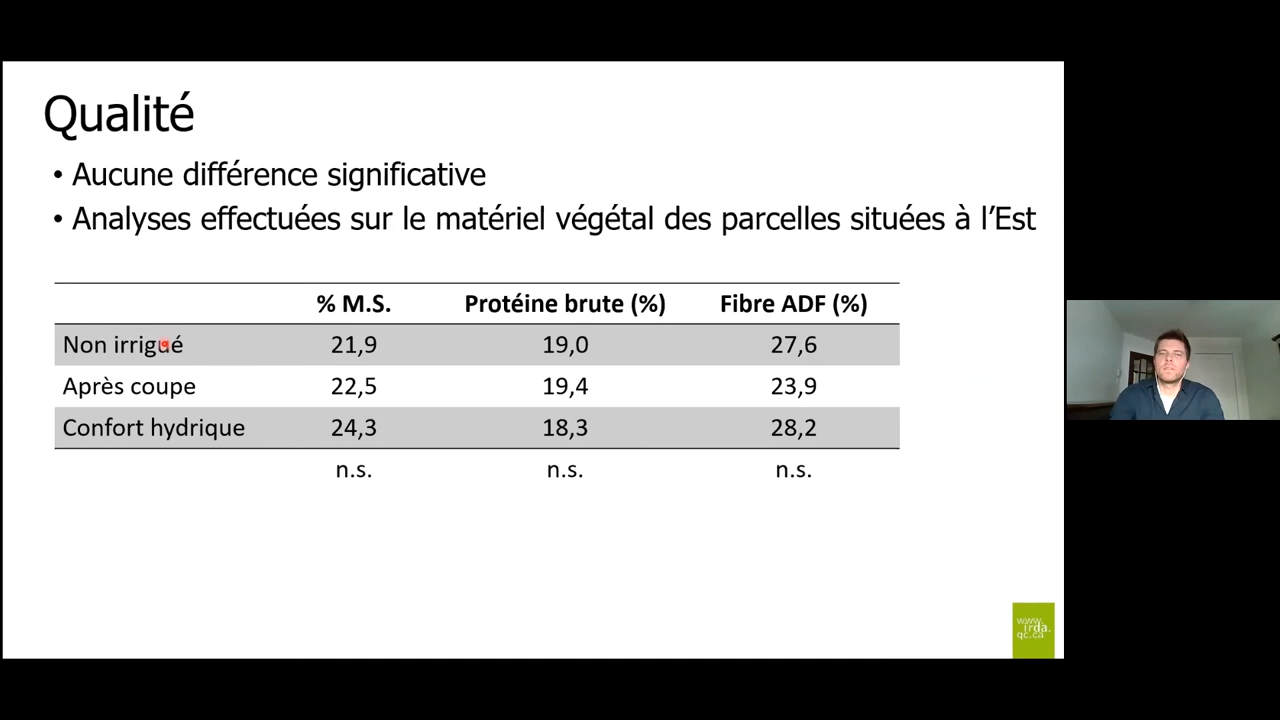 Qualité
• Aucune différence significative
• Analyses effectuées sur le matériel végétal des parcelles situées à l’Est
% M.S. Protéine brute (%) Fibre ADF (%)
Non irrigué 21,9 19,0 27,6
Après coupe 22,5 19,4 23,9
Confort hydrique 24,3 18,3 28,2
n.s. n.s. n.s.
www.
irda.
qc.ca